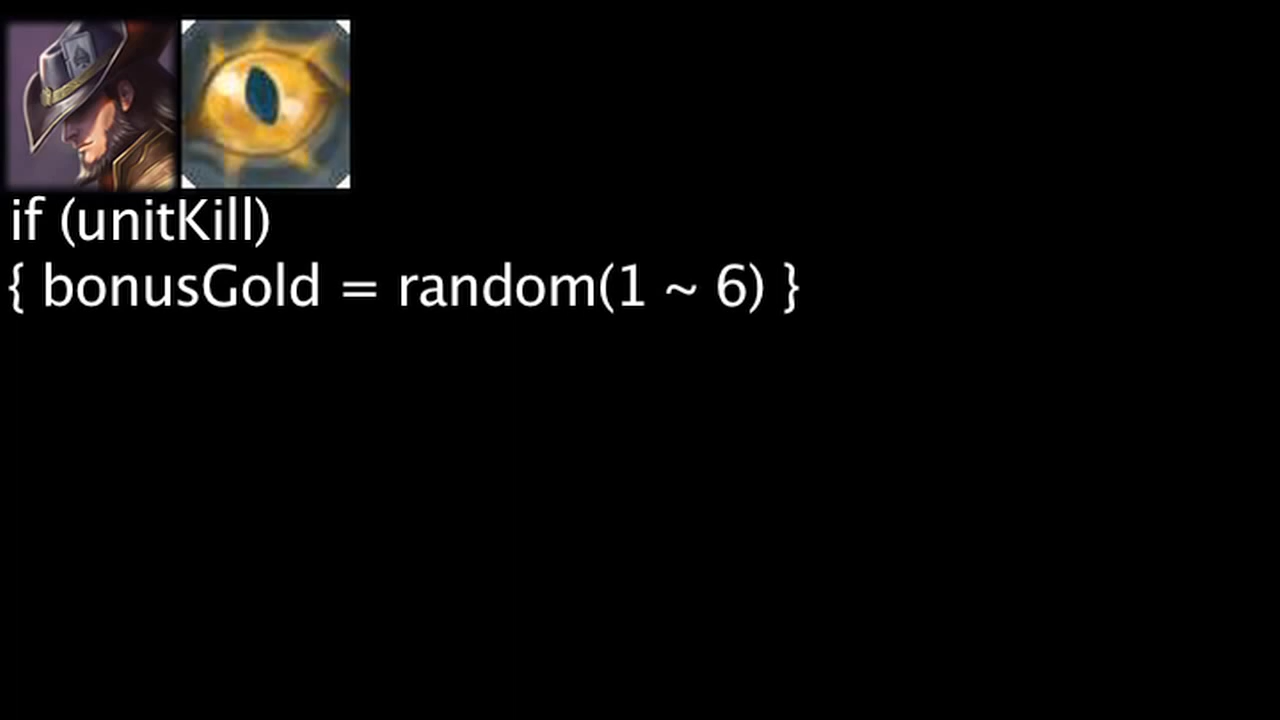 if (unitKill)
{ bonusGold = random(1 ~ 6) }